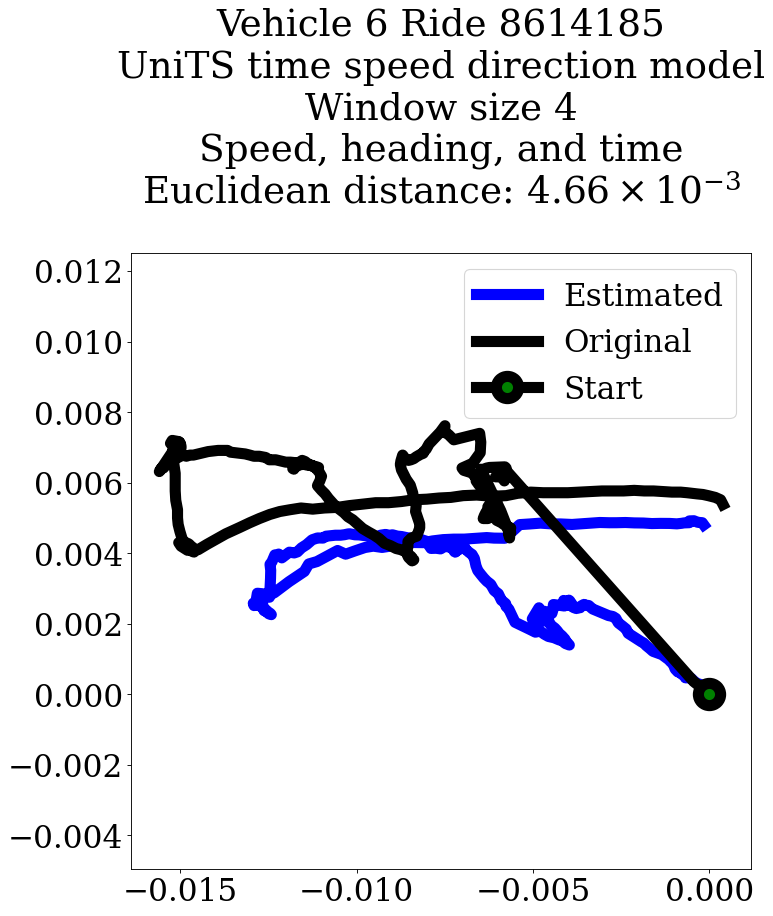 Vehicle 6 Ride 8614185
UniTS time speed direction model
Window size 4
Speed, heading, and time
Euclidean distance: 4.66 × 10⁻³
0.012
0.010
0.008
0.006
0.004
0.002
0.000
−0.002
−0.004
Estimated
Original
Start
−0.015
−0.010
−0.005
0.000